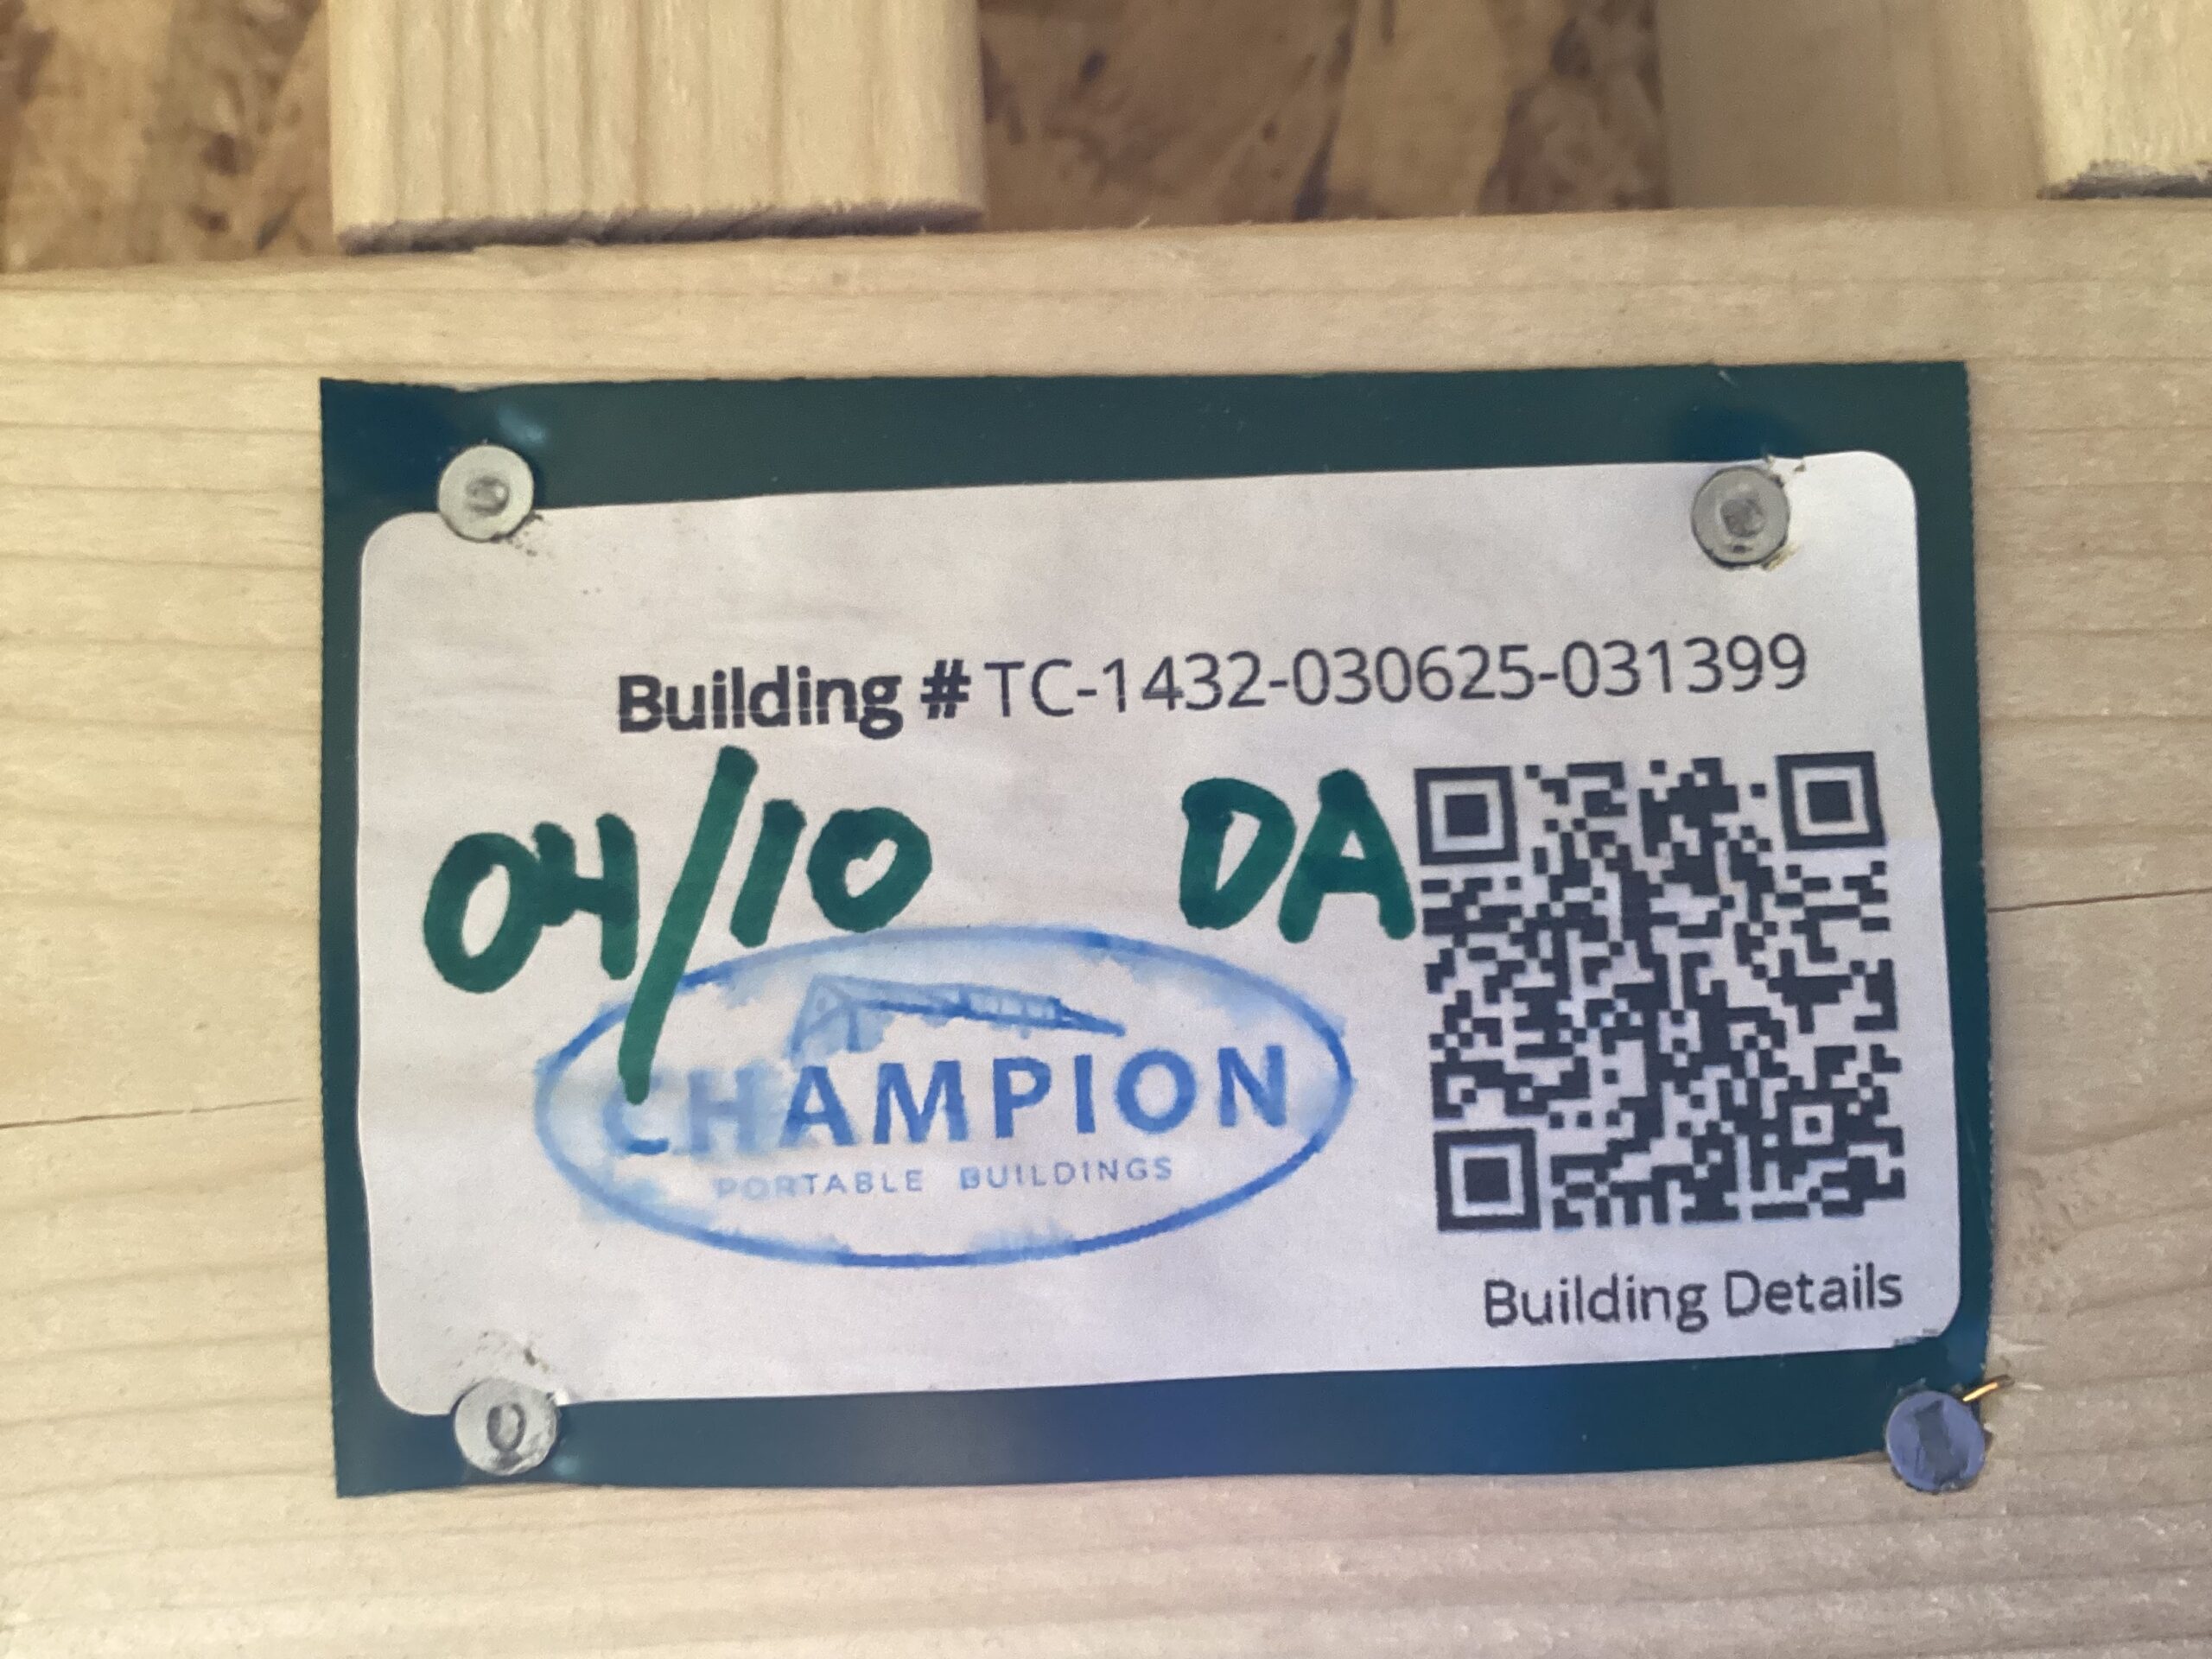 Building # TC-1432-030625-031399
04/10 DA
CHAMPION
PORTABLE BUILDINGS
Building Details